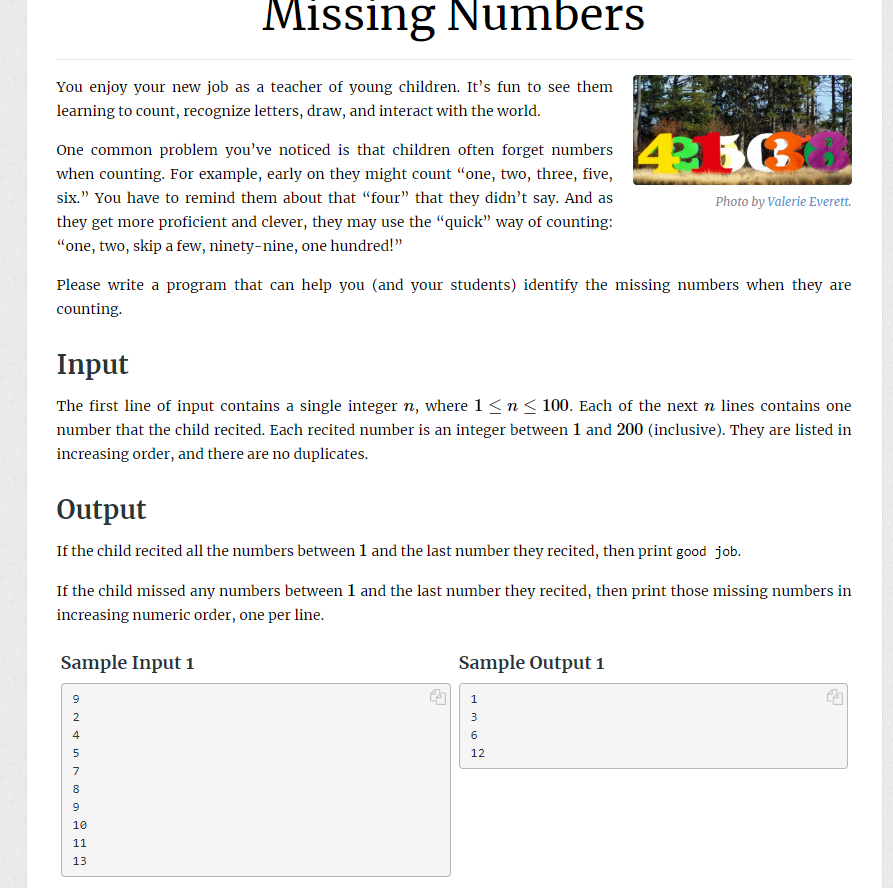 Missing Numbers
You enjoy your new job as a teacher of young children. It’s fun to see them
learning to count, recognize letters, draw, and interact with the world.
One common problem you’ve noticed is that children often forget numbers
when counting. For example, early on they might count “one, two, three, five,
six.” You have to remind them about that “four” that they didn’t say. And as
they get more proficient and clever, they may use the “quick” way of counting:
“one, two, skip a few, ninety-nine, one hundred!”
4215038
Photo by Valerie Everett.
Please write a program that can help you (and your students) identify the missing numbers when they are
counting.
Input
The first line of input contains a single integer n, where 1 ≤ n ≤ 100. Each of the next n lines contains one
number that the child recited. Each recited number is an integer between 1 and 200 (inclusive). They are listed in
increasing order, and there are no duplicates.
Output
If the child recited all the numbers between 1 and the last number they recited, then print good job.
If the child missed any numbers between 1 and the last number they recited, then print those missing numbers in
increasing numeric order, one per line.
Sample Input 1
9
2
4
5
7
8
9
10
11
13
Sample Output 1
1
3
6
12